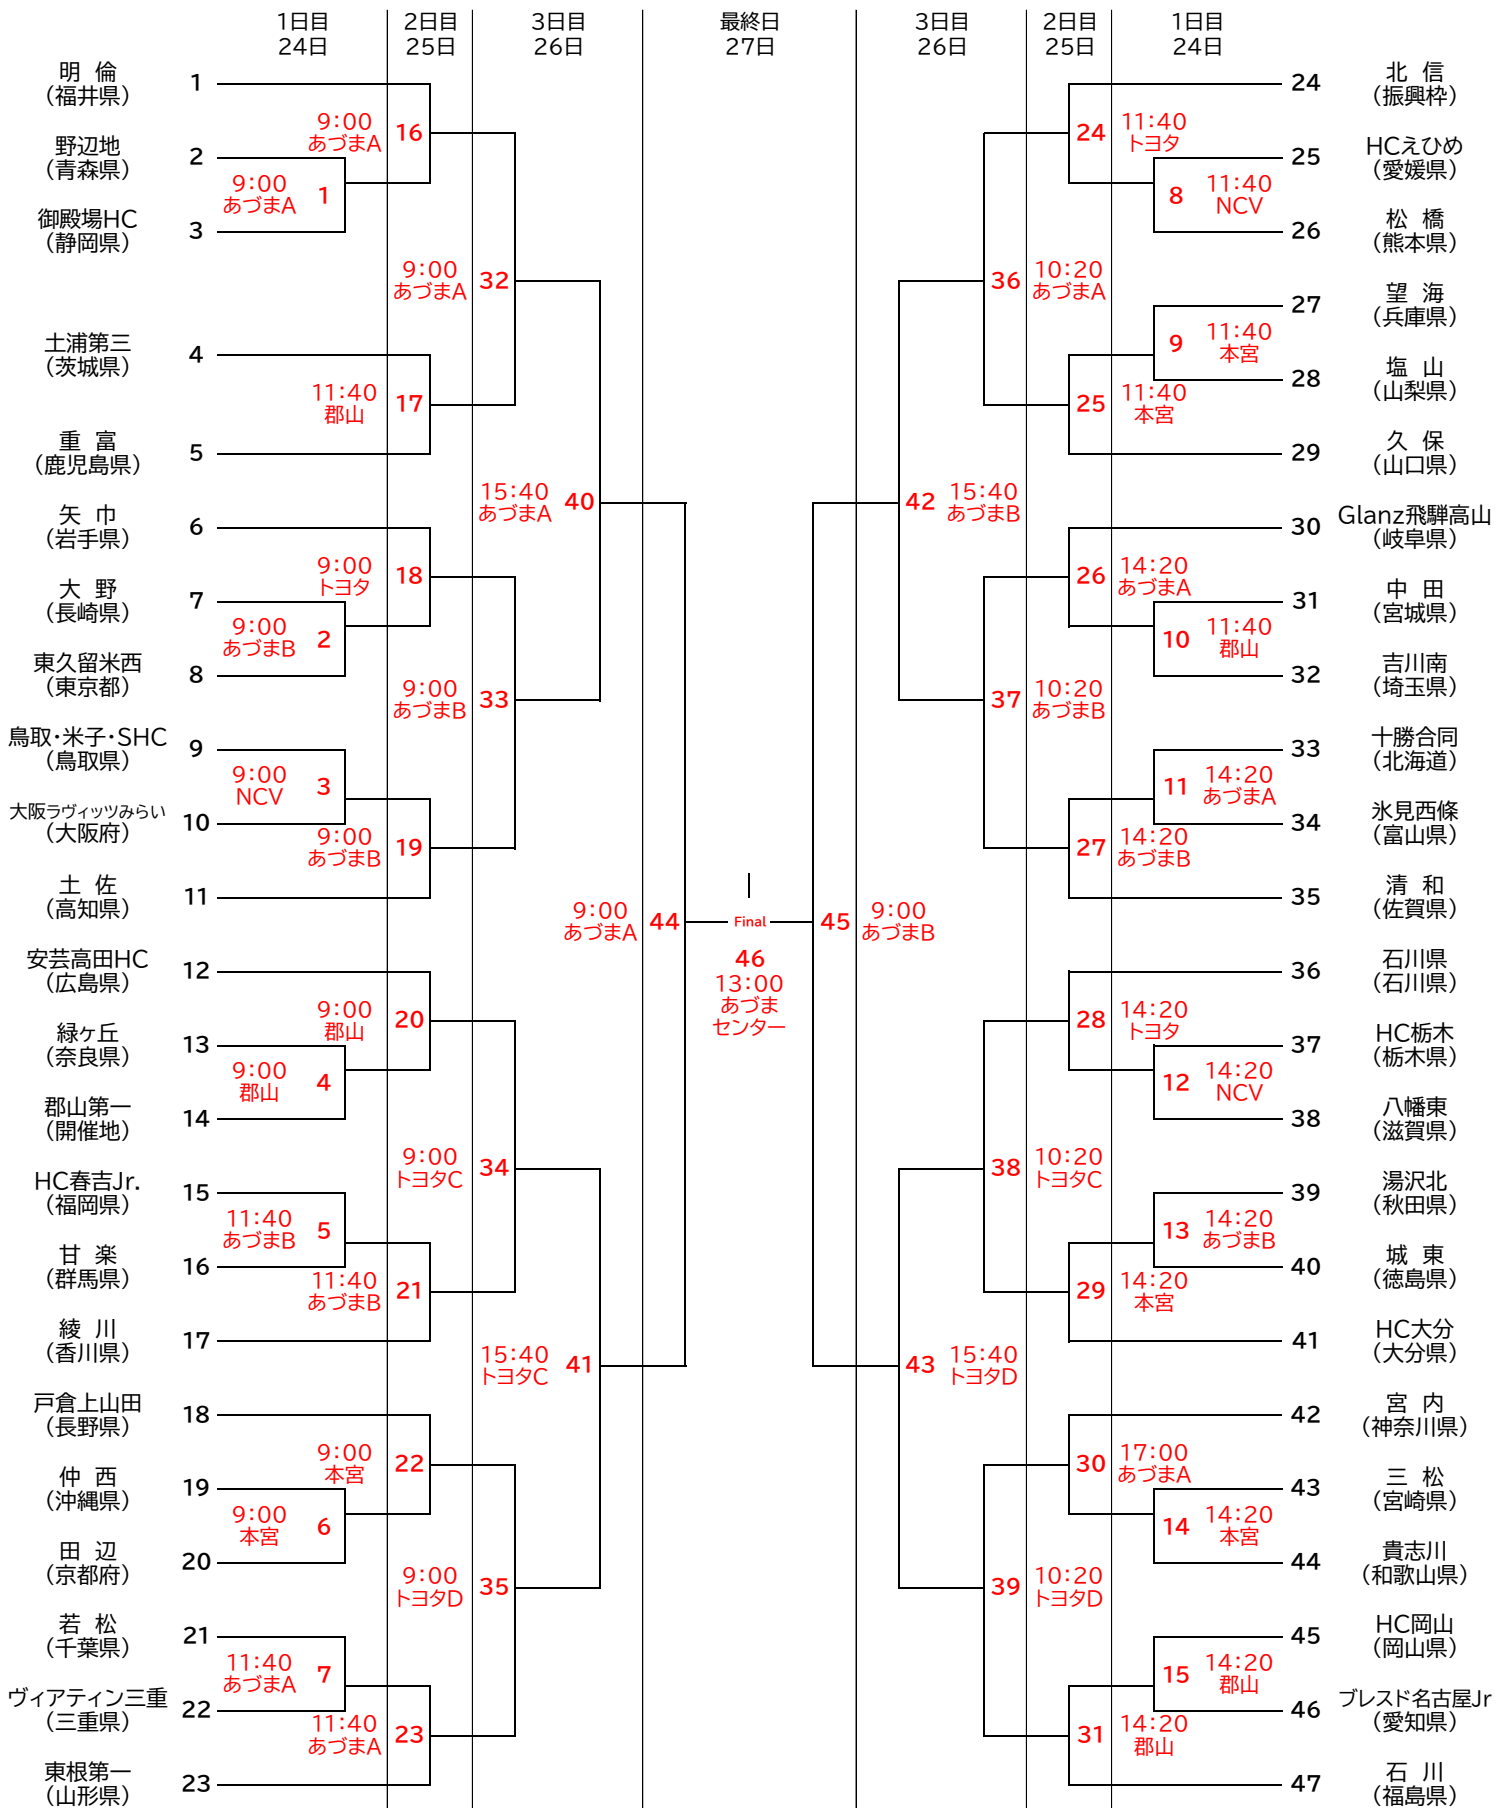 1日目
24日
2日目
25日
3日目
26日
最終日
27日
3日目
26日
2日目
25日
1日目
24日
明 倫
(福井県)
1
野辺地
(青森県)
2
御殿場HC
(静岡県)
3
土浦第三
(茨城県)
4
重 富
(鹿児島県)
5
矢 巾
(岩手県)
6
大 野
(長崎県)
7
東久留米西
(東京都)
8
鳥取・米子・SHC
(鳥取県)
9
大阪ラヴィッツみらい
(大阪府)
10
土 佐
(高知県)
11
安芸高田HC
(広島県)
12
緑ヶ丘
(奈良県)
13
郡山第一
(開催地)
14
HC春吉Jr.
(福岡県)
15
甘 楽
(群馬県)
16
綾 川
(香川県)
17
戸倉上山田
(長野県)
18
仲 西
(沖縄県)
19
田 辺
(京都府)
20
若 松
(千葉県)
21
ヴィアティン三重
(三重県)
22
東根第一
(山形県)
23
9:00
あづまA
1
9:00
あづまB
2
9:00
NCV
3
9:00
郡山
4
11:40
あづまB
5
9:00
本宮
6
11:40
あづまA
7
9:00
あづまA
16
11:40
郡山
17
9:00
トヨタ
18
9:00
あづまB
19
9:00
郡山
20
11:40
あづまB
21
9:00
本宮
22
11:40
あづまA
23
9:00
あづまA
32
9:00
あづまB
33
9:00
トヨタC
34
9:00
トヨタD
35
15:40
あづまA
40
15:40
トヨタC
41
9:00
あづまA
44
Final
46
13:00
あづま
センター
45
9:00
あづまB
42
15:40
あづまB
43
15:40
トヨタD
36
10:20
あづまA
37
10:20
あづまB
38
10:20
トヨタC
39
10:20
トヨタD
24
11:40
トヨタ
25
11:40
本宮
26
14:20
あづまA
27
14:20
あづまB
28
14:20
トヨタ
29
14:20
本宮
30
17:00
あづまA
31
14:20
郡山
8
11:40
NCV
9
11:40
本宮
10
11:40
郡山
11
14:20
あづまA
12
14:20
NCV
13
14:20
あづまB
14
14:20
本宮
15
14:20
郡山
24
北 信
(振興枠)
25
HCえひめ
(愛媛県)
26
松 橋
(熊本県)
27
望 海
(兵庫県)
28
塩 山
(山梨県)
29
久 保
(山口県)
30
Glanz飛騨高山
(岐阜県)
31
中 田
(宮城県)
32
吉川南
(埼玉県)
33
十勝合同
(北海道)
34
氷見西條
(富山県)
35
清 和
(佐賀県)
36
石川県
(石川県)
37
HC栃木
(栃木県)
38
八幡東
(滋賀県)
39
湯沢北
(秋田県)
40
城 東
(徳島県)
41
HC大分
(大分県)
42
宮 内
(神奈川県)
43
三 松
(宮崎県)
44
貴志川
(和歌山県)
45
HC岡山
(岡山県)
46
ブレスド名古屋Jr
(愛知県)
47
石 川
(福島県)